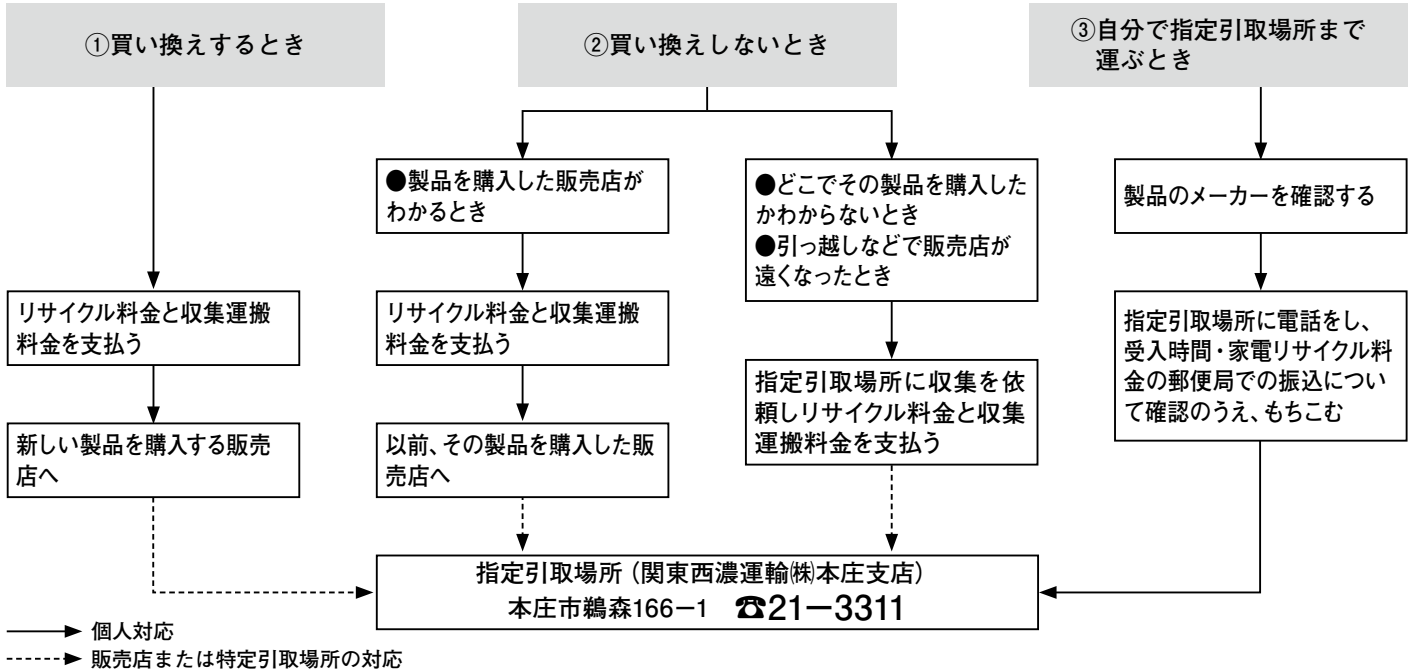 ①買い換えするとき
②買い換えしないとき
③自分で指定引取場所まで
運ぶとき
●製品を購入した販売店が
わかるとき
●どこでその製品を購入した
かわからないとき
●引っ越しなどで販売店が
遠くなったとき
製品のメーカーを確認する
リサイクル料金と収集運搬
料金を支払う
リサイクル料金と収集運搬
料金を支払う
指定引取場所に収集を依
頼しリサイクル料金と収集
運搬料金を支払う
指定引取場所に電話をし、
受入時間・家電リサイクル料
金の郵便局での振込につい
て確認のうえ、もちこむ
新しい製品を購入する販売
店へ
以前、その製品を購入した販
売店へ
指定引取場所（関東西濃運輸㈱本庄支店）
本庄市鵜森166－1　☎21－3311
個人対応
販売店または特定引取場所の対応